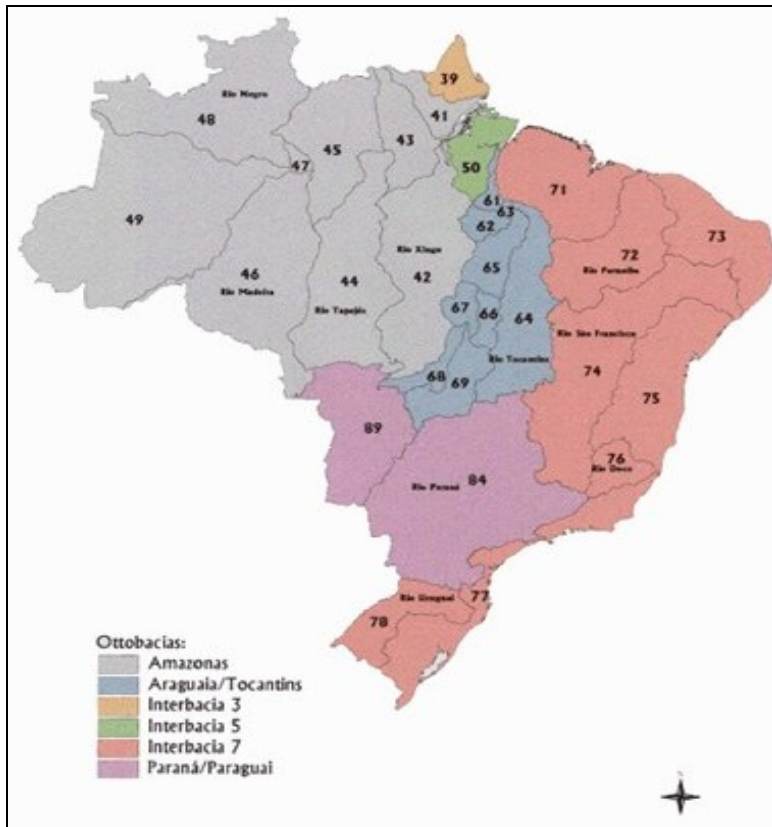 39
Rio Negro
41
48
45
43
47
50
71
61
63
49
62
73
Rio Xingu
72
65
46
44
42
Rio Parnaíba
Rio Madeira
67
66
64
Rio Tapajós
Rio São Francisco
Rio Tocantins
68
69
74
75
89
76
Rio Doce
84
Rio Paraná
77
Rio Uruguai
78
Ottobacias:
Amazonas
Araguaia/Tocantins
Interbacia 3
Interbacia 5
Interbacia 7
Paraná/Paraguai